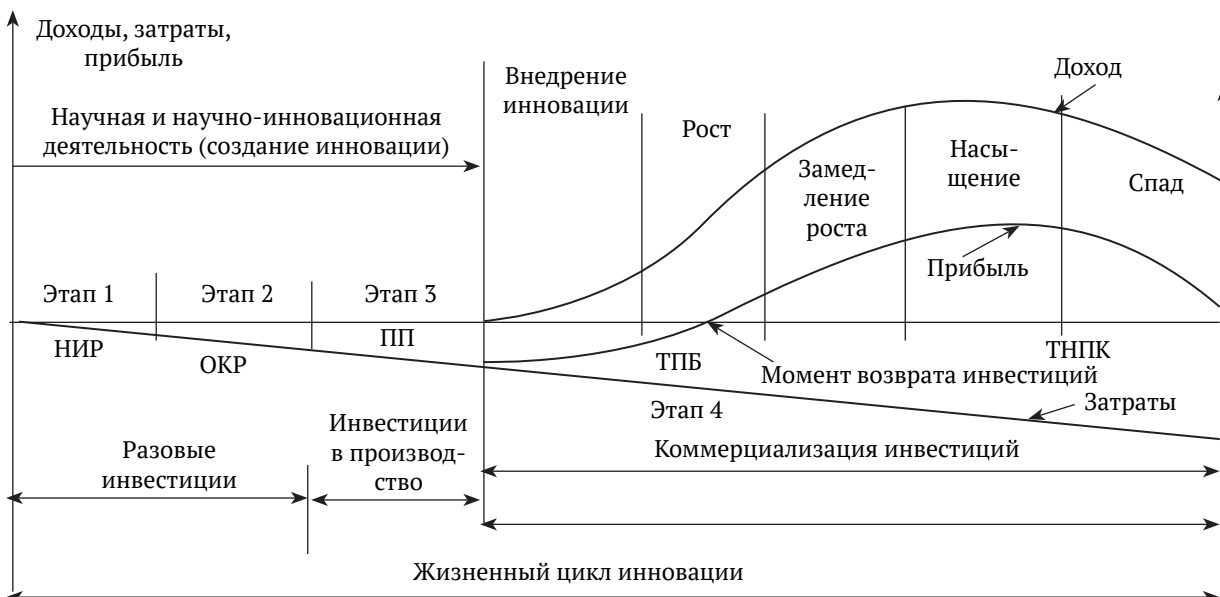 Доходы, затраты,
прибыль
Научная и научно-инновационная
деятельность (создание инновации)
Внедрение
инновации
Рост
Замед-
ление
роста
Насы-
щение
Доход
Спад
Прибыль
Этап 1
Этап 2
Этап 3
НИР
ОКР
ПП
ТПБ
ТНПК
Момент возврата инвестиций
Этап 4
Затраты
Разовые
инвестиции
Инвестиции
в производ-
ство
Коммерциализация инвестиций
Жизненный цикл инновации